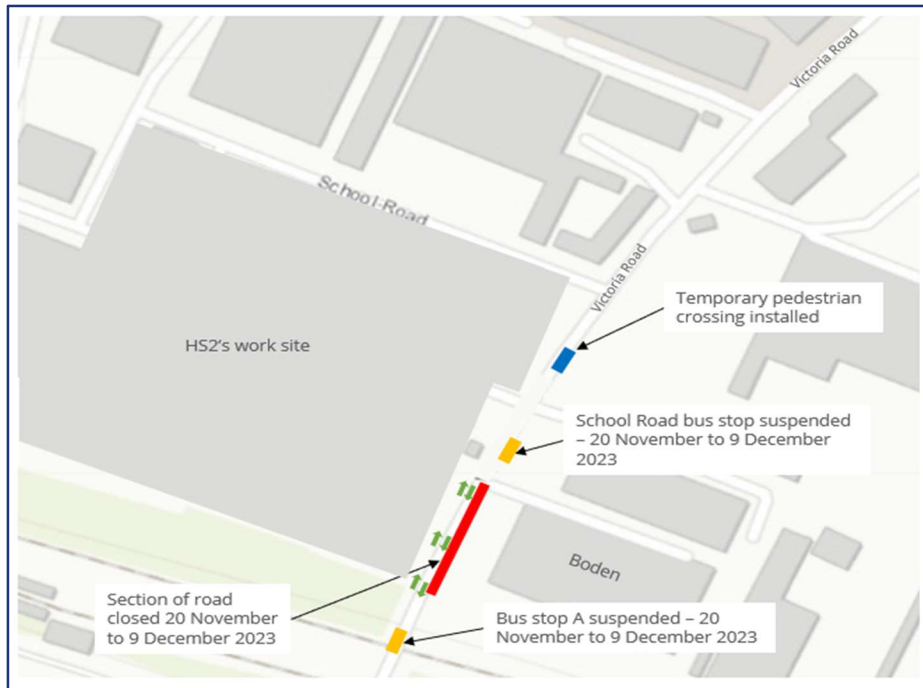 Victoria Road
School Road
Victoria Road
Temporary pedestrian
crossing installed
HS2's work site
School Road bus stop suspended
– 20 November to 9 December
2023
Boden
Section of road
closed 20 November
to 9 December 2023
Bus stop A suspended – 20
November to 9 December 2023